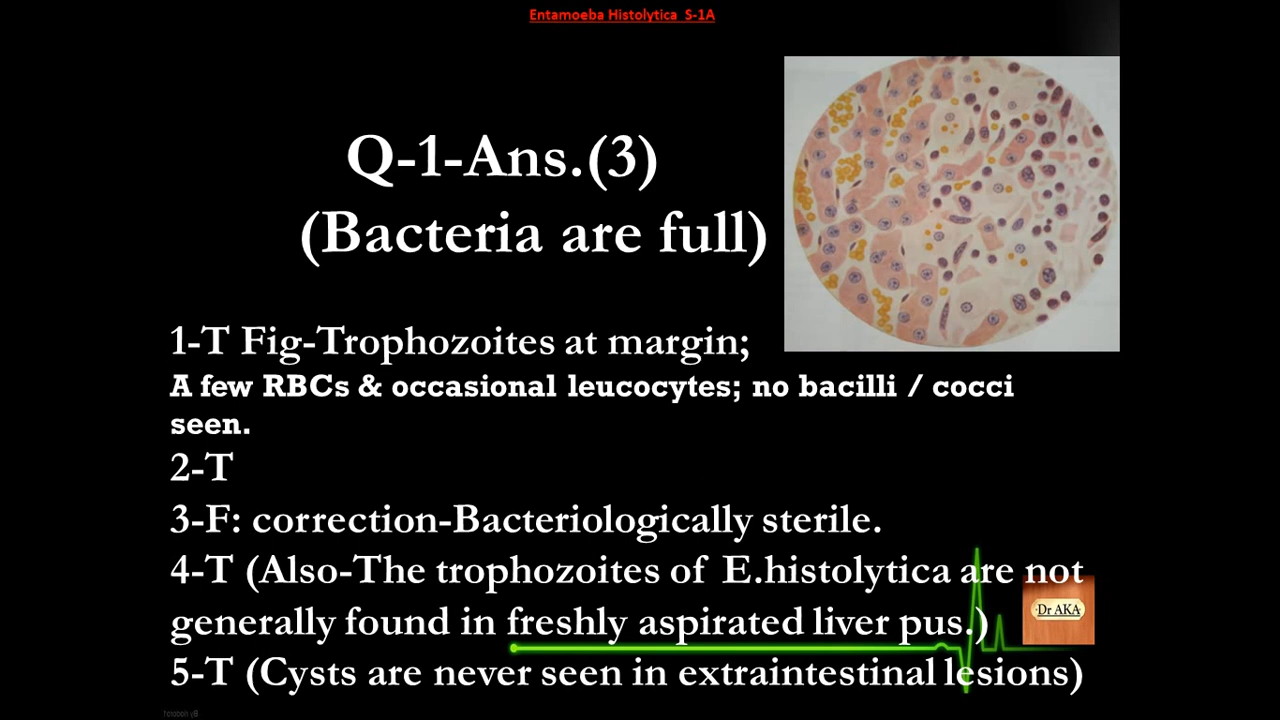 Entamoeba Histolytica S-1A
Q-1-Ans.(3)
(Bacteria are full)
1-T Fig-Trophozoites at margin;
A few RBCs & occasional leucocytes; no bacilli / cocci
seen.
2-T
3-F: correction-Bacteriologically sterile.
4-T (Also-The trophozoites of E.histolytica are not
generally found in freshly aspirated liver pus.)
Dr AKA
5-T (Cysts are never seen in extraintestinal lesions)